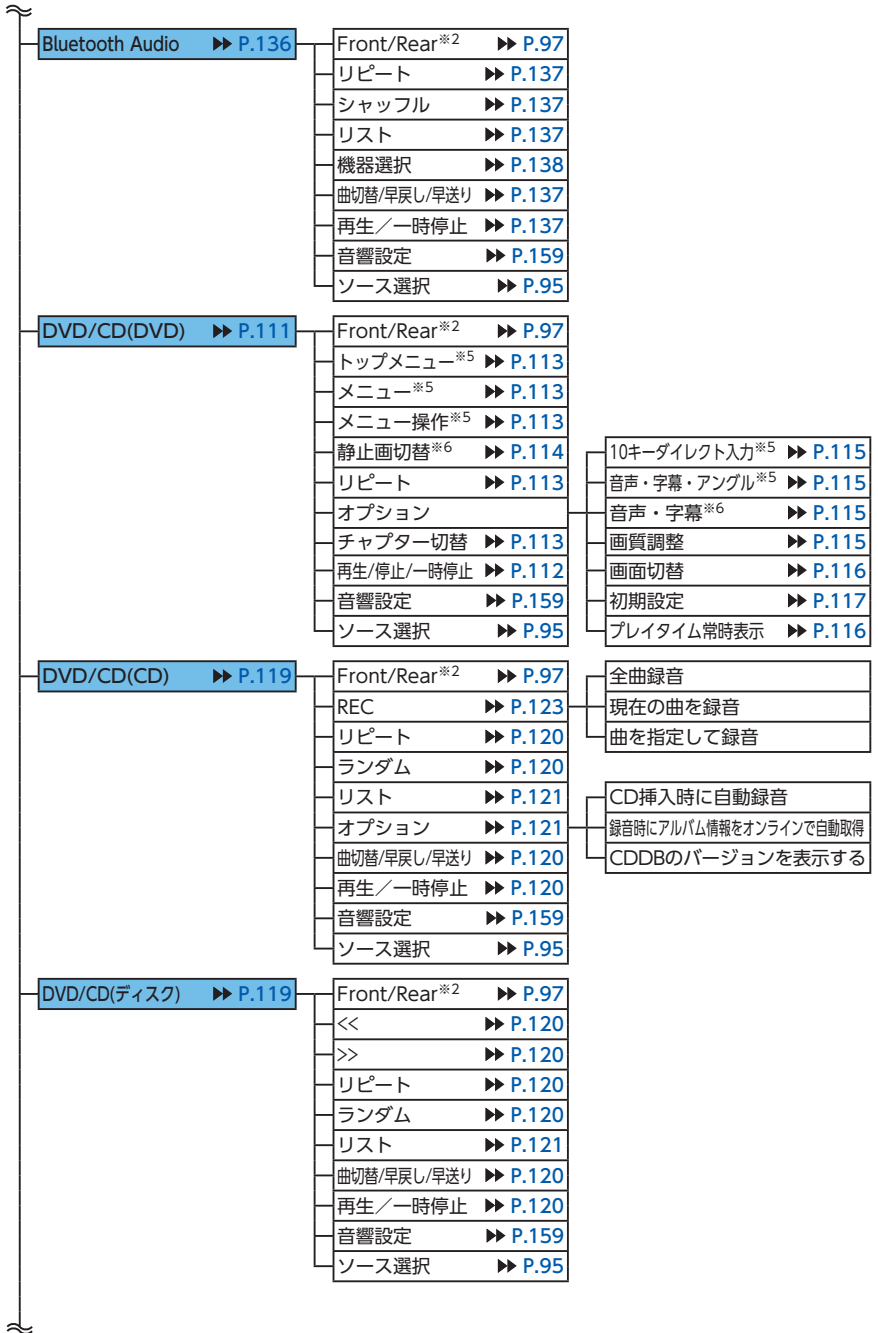 Bluetooth Audio ▶▶ P.136
Front/Rear※2 ▶▶ P.97
リピート ▶▶ P.137
シャッフル ▶▶ P.137
リスト ▶▶ P.137
機器選択 ▶▶ P.138
曲切替/早戻し/早送り ▶▶ P.137
再生／一時停止 ▶▶ P.137
音響設定 ▶▶ P.159
ソース選択 ▶▶ P.95
DVD/CD(DVD) ▶▶ P.111
Front/Rear※2 ▶▶ P.97
トップメニュー※5 ▶▶ P.113
メニュー※5 ▶▶ P.113
メニュー操作※5 ▶▶ P.113
静止画切替※6 ▶▶ P.114
リピート ▶▶ P.113
オプション
10キーダイレクト入力※5 ▶▶ P.115
音声・字幕・アングル※5 ▶▶ P.115
音声・字幕※6 ▶▶ P.115
画質調整 ▶▶ P.115
画面切替 ▶▶ P.116
初期設定 ▶▶ P.117
プレイタイム常時表示 ▶▶ P.116
チャプター切替 ▶▶ P.113
再生/停止/一時停止 ▶▶ P.112
音響設定 ▶▶ P.159
ソース選択 ▶▶ P.95
DVD/CD(CD) ▶▶ P.119
Front/Rear※2 ▶▶ P.97
REC ▶▶ P.123
全曲録音
現在の曲を録音
曲を指定して録音
リピート ▶▶ P.120
ランダム ▶▶ P.120
リスト ▶▶ P.121
オプション ▶▶ P.121
CD挿入時に自動録音
録音時にアルバム情報をオンラインで自動取得
CDDBのバージョンを表示する
曲切替/早戻し/早送り ▶▶ P.120
再生／一時停止 ▶▶ P.120
音響設定 ▶▶ P.159
ソース選択 ▶▶ P.95
DVD/CD(ディスク) ▶▶ P.119
Front/Rear※2 ▶▶ P.97
<< ▶▶ P.120
>> ▶▶ P.120
リピート ▶▶ P.120
ランダム ▶▶ P.120
リスト ▶▶ P.121
曲切替/早戻し/早送り ▶▶ P.120
再生／一時停止 ▶▶ P.120
音響設定 ▶▶ P.159
ソース選択 ▶▶ P.95